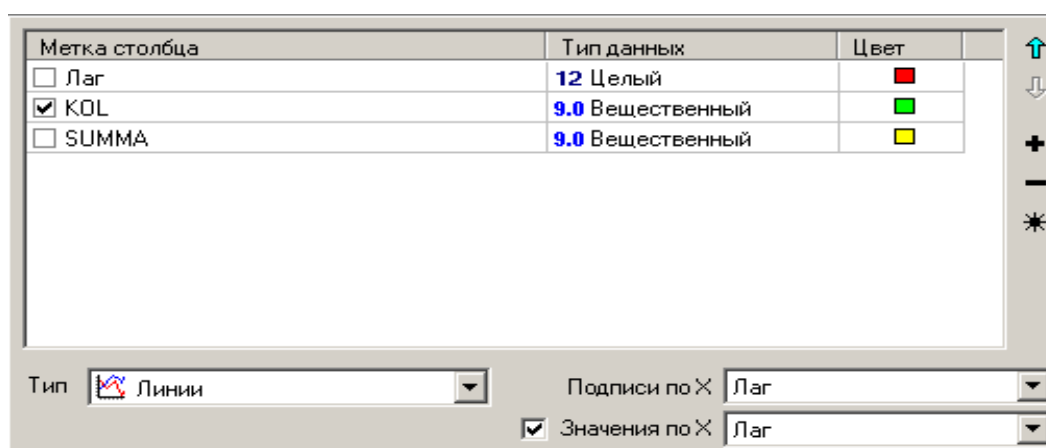 Метка столбца Тип данных Цвет
Лаг 12 Целый
KOL 9.0 Вещественный
SUMMA 9.0 Вещественный
Тип Линии Подписи по X Лаг
Значения по X Лаг